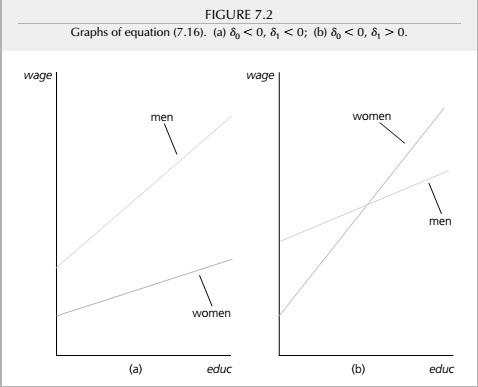 FIGURE 7.2
Graphs of equation (7.16). (a) δ₀ < 0, δ₁ < 0; (b) δ₀ < 0, δ₁ > 0.
wage
men
women
(a)
educ
wage
women
men
(b)
educ